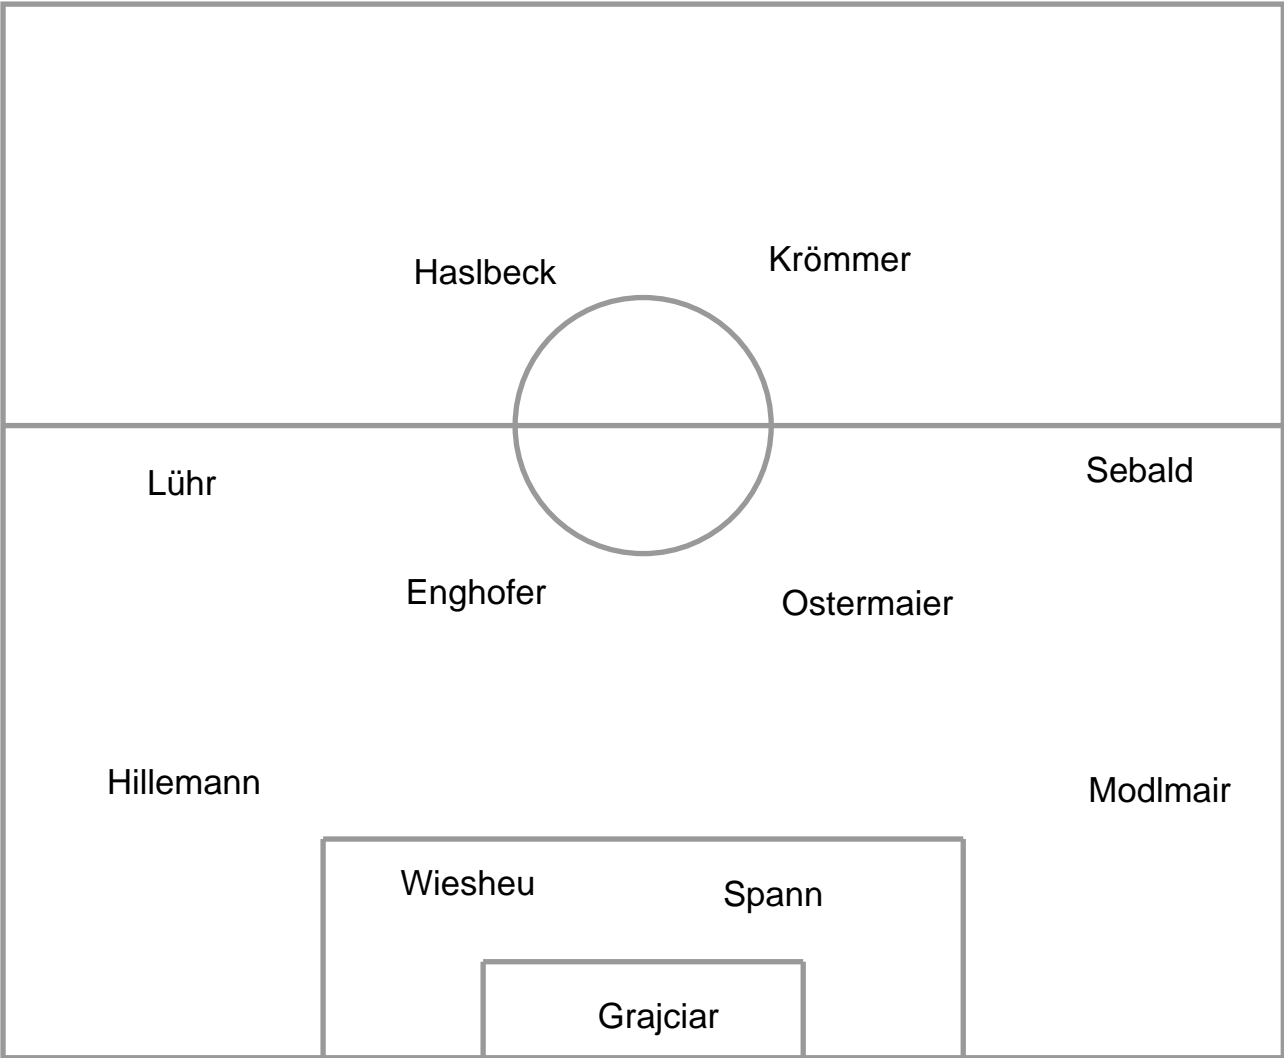 Haslbeck
Krömmer
Lühr
Sebald
Enghofer
Ostermaier
Hillemann
Modlmair
Wiesheu
Spann
Grajciar